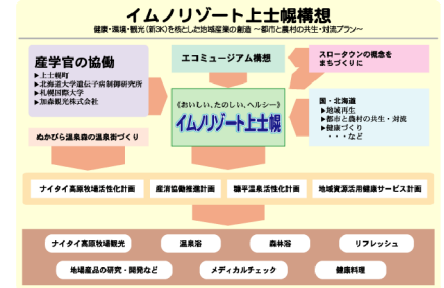 イムノリゾート上士幌構想
健康・環境・観光(新3K)を核とした地域産業の創造 ～都市と農村の共生・対流プラン～
産学官の協働
▶上士幌町
▶北海道大学遺伝子病制御研究所
▶札幌国際大学
▶加森観光株式会社
エコミュージアム構想
スロータウンの概念を
まちづくりに
《おいしい、たのしい、ヘルシー》
イムノリゾート上士幌
国・北海道
▶地域再生
▶都市と農村の共生・対流
▶健康づくり
・・・など
ぬかびら温泉森の温泉街づくり
ナイタイ高原牧場活性化計画
産消協働推進計画
糠平温泉活性化計画
地域資源活用健康サービス計画
ナイタイ高原牧場観光
温泉浴
森林浴
リフレッシュ
地場産品の研究・開発など
メディカルチェック
健康料理